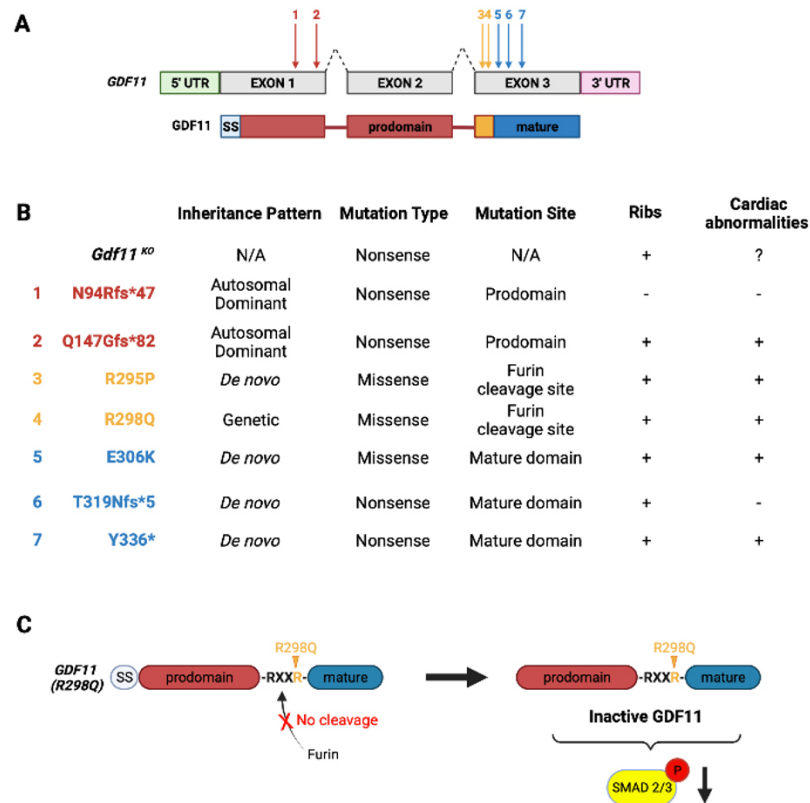 A
1 2 3 4 5 6 7
GDF11 5' UTR EXON 1 EXON 2 EXON 3 3' UTR
GDF11 SS prodomain mature
B
Inheritance Pattern Mutation Type Mutation Site Ribs Cardiac abnormalities
Gdf11 KO N/A Nonsense N/A + ?
1 N94Rfs*47 Autosomal Dominant Nonsense Prodomain - -
2 Q147Gfs*82 Autosomal Dominant Nonsense Prodomain + +
3 R295P De novo Missense Furin cleavage site + +
4 R298Q Genetic Missense Furin cleavage site + +
5 E306K De novo Missense Mature domain + +
6 T319Nfs*5 De novo Nonsense Mature domain + -
7 Y336* De novo Nonsense Mature domain + +
C
R298Q R298Q
GDF11 (R298Q) SS prodomain -RXXR- mature prodomain -RXXR- mature
X No cleavage
Furin
Inactive GDF11
P
SMAD 2/3